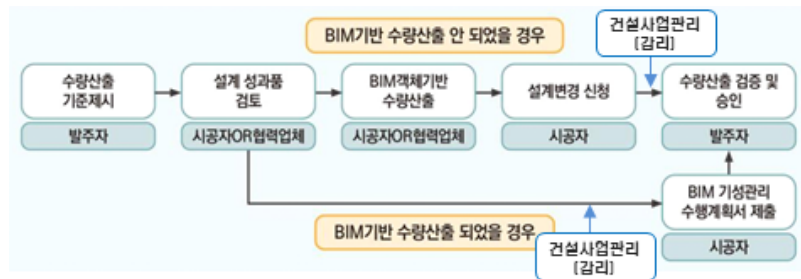 BIM기반 수량산출 안 되었을 경우
건설사업관리
[감리]
수량산출
기준제시
설계 성과품
검토
BIM객체기반
수량산출
설계변경 신청
수량산출 검증 및
승인
발주자
시공자OR협력업체
시공자OR협력업체
시공자
발주자
BIM 기성관리
수행계획서 제출
시공자
BIM기반 수량산출 되었을 경우
건설사업관리
[감리]